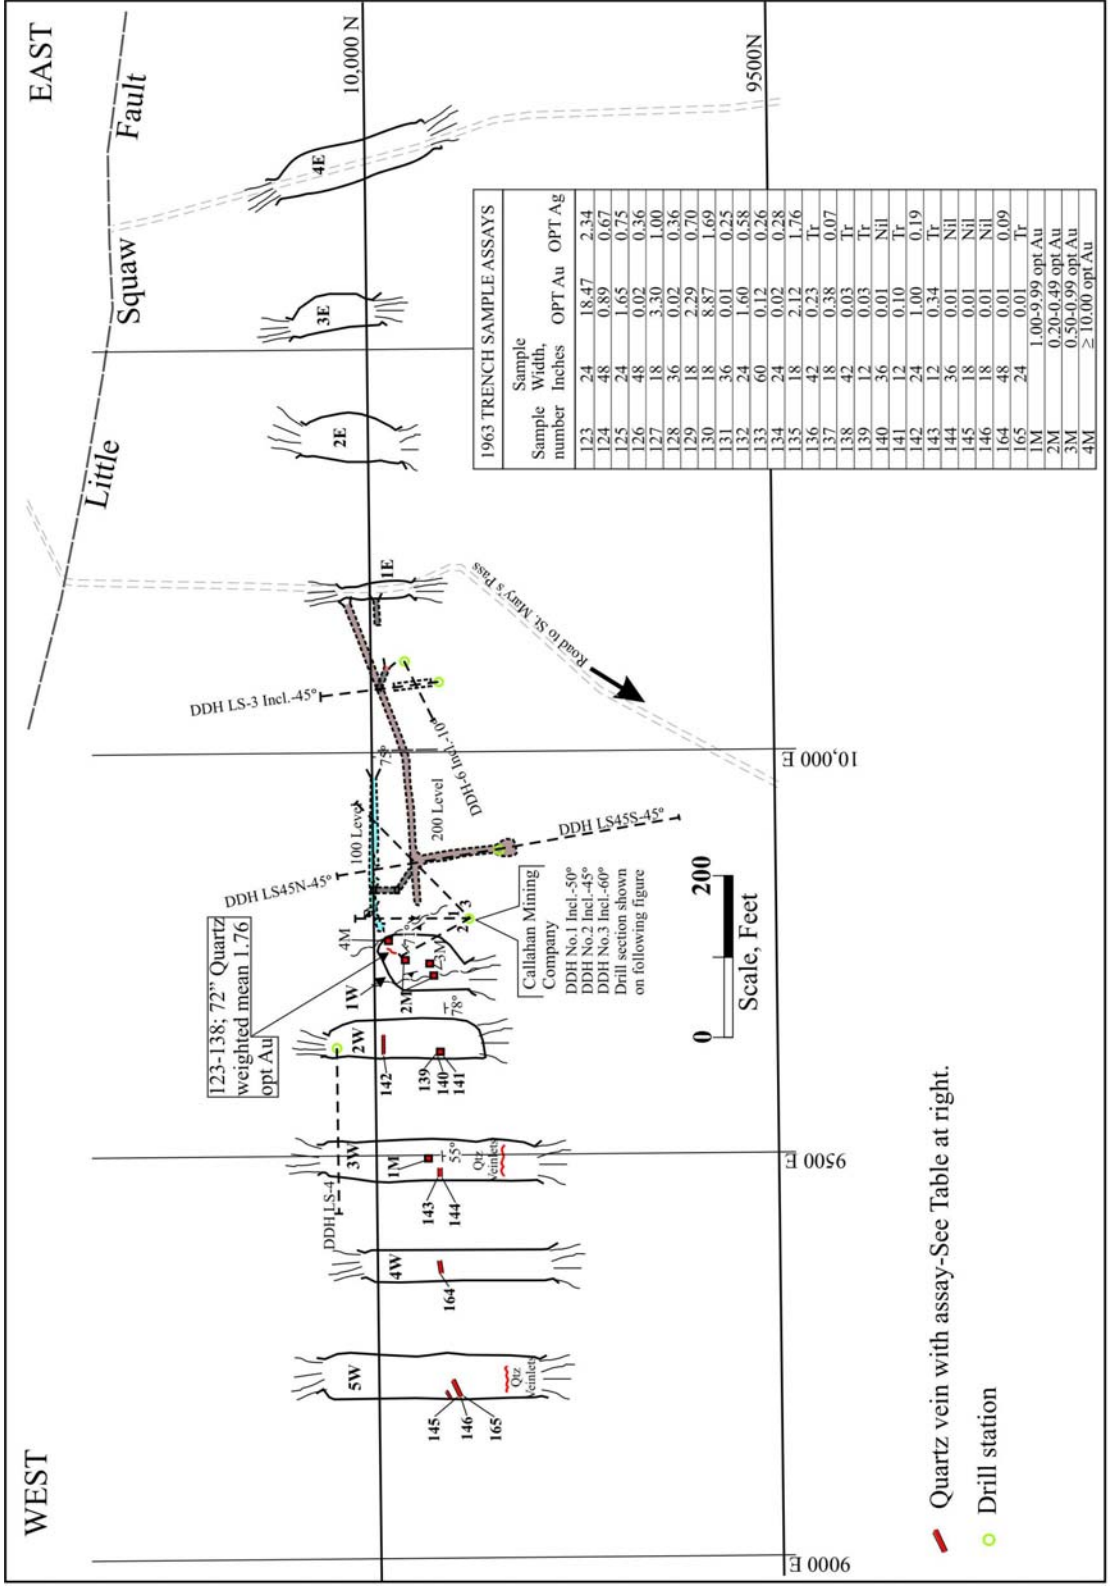 WEST
EAST
Little
Squaw
Fault
10,000 N
9500N
9000 E
9500 E
10,000 E
5W
4W
3W
2W
1W
1E
2E
3E
4E
145
146
165
Qtz
Veinlets
164
143
144
1M
55°
Qtz
Veinlets
DDH LS-4
142
139
140
141
78°
2M
3M
4M
71°
123-138; 72" Quartz
weighted mean 1.76
opt Au
DDH LS45N-45°
100 Level
75°
200 Level
DDH LS-3 Incl.-45°
DDH-6 Incl.-10°
DDH LS45S-45°
2
1
3
Callahan Mining
Company
DDH No.1 Incl-50°
DDH No.2 Incl.-45°
DDH No.3 Incl.-60°
Drill section shown
on following figure
Road to St. Mary's Pass
0
200
Scale, Feet
Quartz vein with assay-See Table at right.
Drill station
1963 TRENCH SAMPLE ASSAYS
Sample
number
Sample
Width,
Inches
OPT Au
OPT Ag
123 24 18.47 2.34
124 48 0.89 0.67
125 24 1.65 0.75
126 48 0.02 0.36
127 18 3.30 1.00
128 36 0.02 0.36
129 18 2.29 0.70
130 18 8.87 1.69
131 36 0.01 0.25
132 24 1.60 0.58
133 60 0.12 0.26
134 24 0.02 0.28
135 18 2.12 1.76
136 42 0.23 Tr
137 18 0.38 0.07
138 42 0.03 Tr
139 12 0.03 Tr
140 36 0.01 Nil
141 12 0.10 Tr
142 24 1.00 0.19
143 12 0.34 Tr
144 36 0.01 Nil
145 18 0.01 Nil
146 18 0.01 Nil
164 48 0.01 0.09
165 24 0.01 Tr
1M 1.00-9.99 opt Au
2M 0.20-0.49 opt Au
3M 0.50-0.99 opt Au
4M ≥ 10.00 opt Au